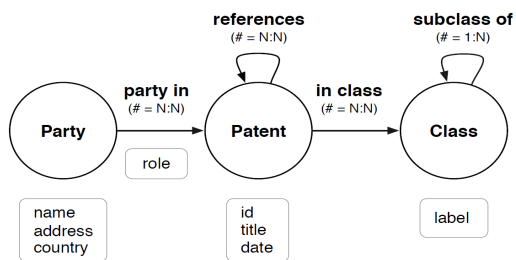 references
(# = N:N)
subclass of
(# = 1:N)
party in
(# = N:N)
in class
(# = N:N)
Party
Patent
Class
role
name
address
country
id
title
date
label